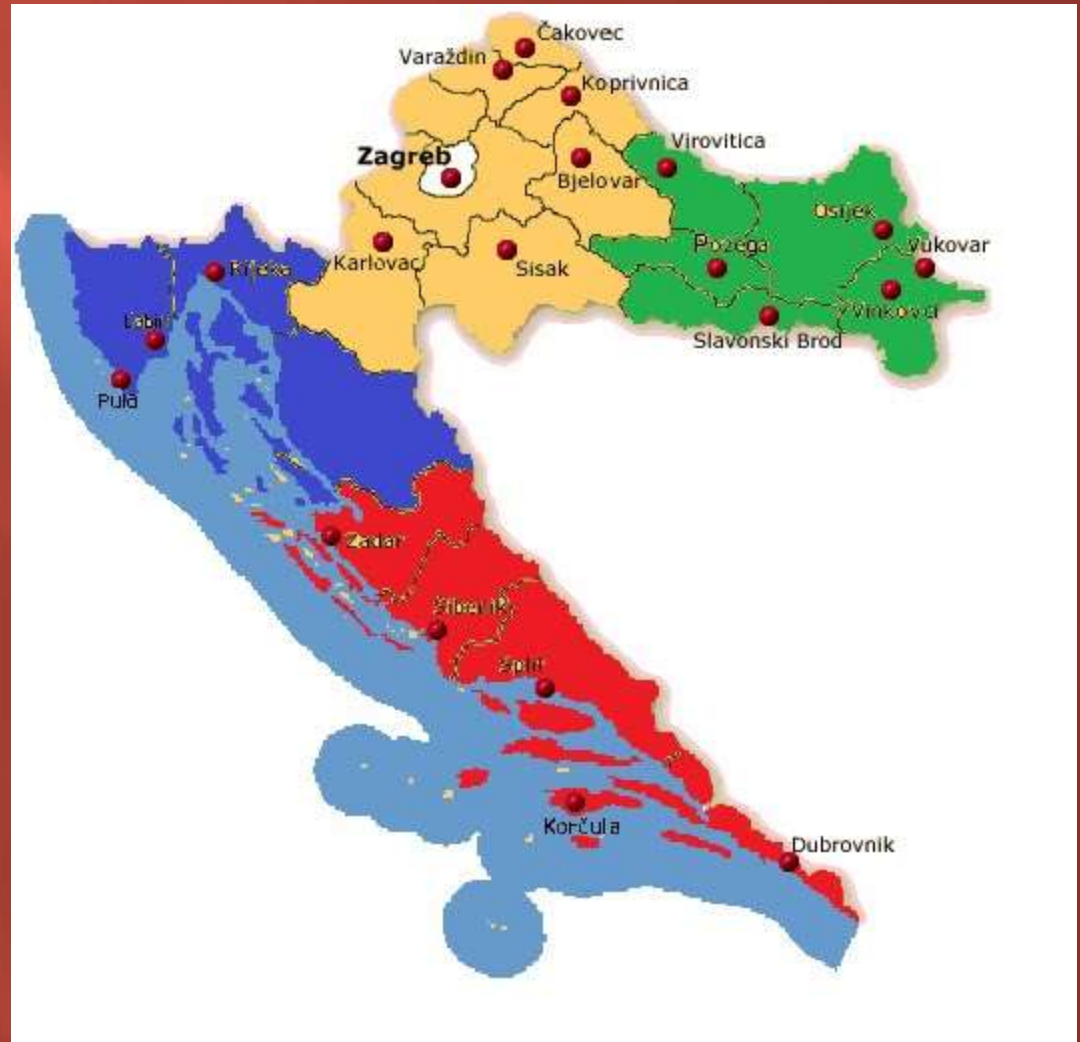 Čakovec
Varaždin
Koprivnica
Virovitica
Zagreb
Bjelovar
Osijek
Požega
Vukovar
Karlovac
Sisak
Rijeka
Vinkovci
Labin
Slavonski Brod
Pula
Zadar
Šibenik
Split
Korčula
Dubrovnik